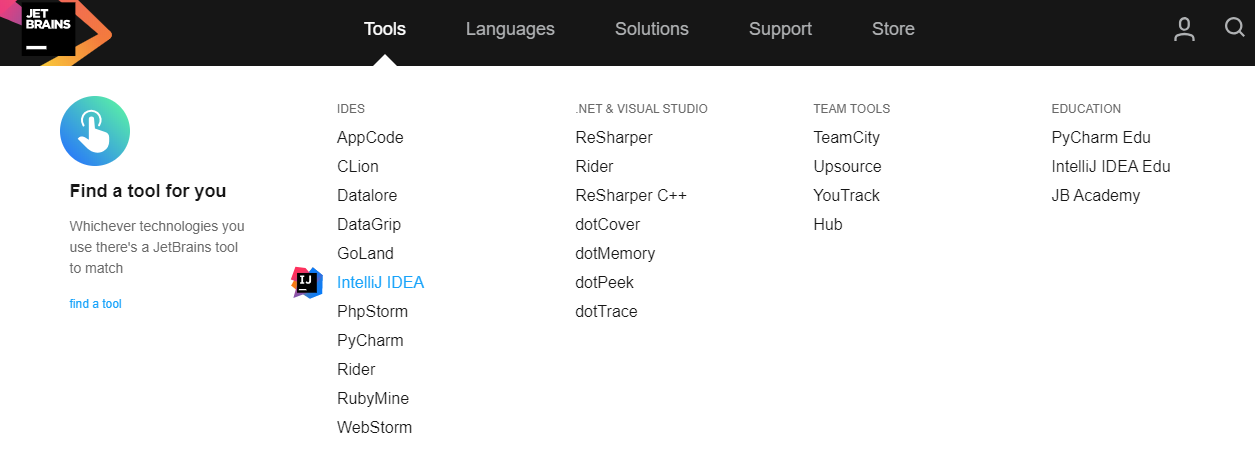 JET
BRAINS
Tools
Languages
Solutions
Support
Store
Find a tool for you
Whichever technologies you
use there's a JetBrains tool
to match
find a tool
IDES
AppCode
CLion
Datalore
DataGrip
GoLand
IJ
IntelliJ IDEA
PhpStorm
PyCharm
Rider
RubyMine
WebStorm
.NET & VISUAL STUDIO
ReSharper
Rider
ReSharper C++
dotCover
dotMemory
dotPeek
dotTrace
TEAM TOOLS
TeamCity
Upsource
YouTrack
Hub
EDUCATION
PyCharm Edu
IntelliJ IDEA Edu
JB Academy